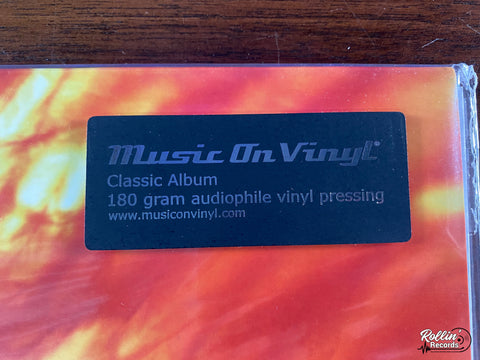 Music On Vinyl
Classic Album
180 gram audiophile vinyl pressing
www.musiconvinyl.com
Rollin'
Records